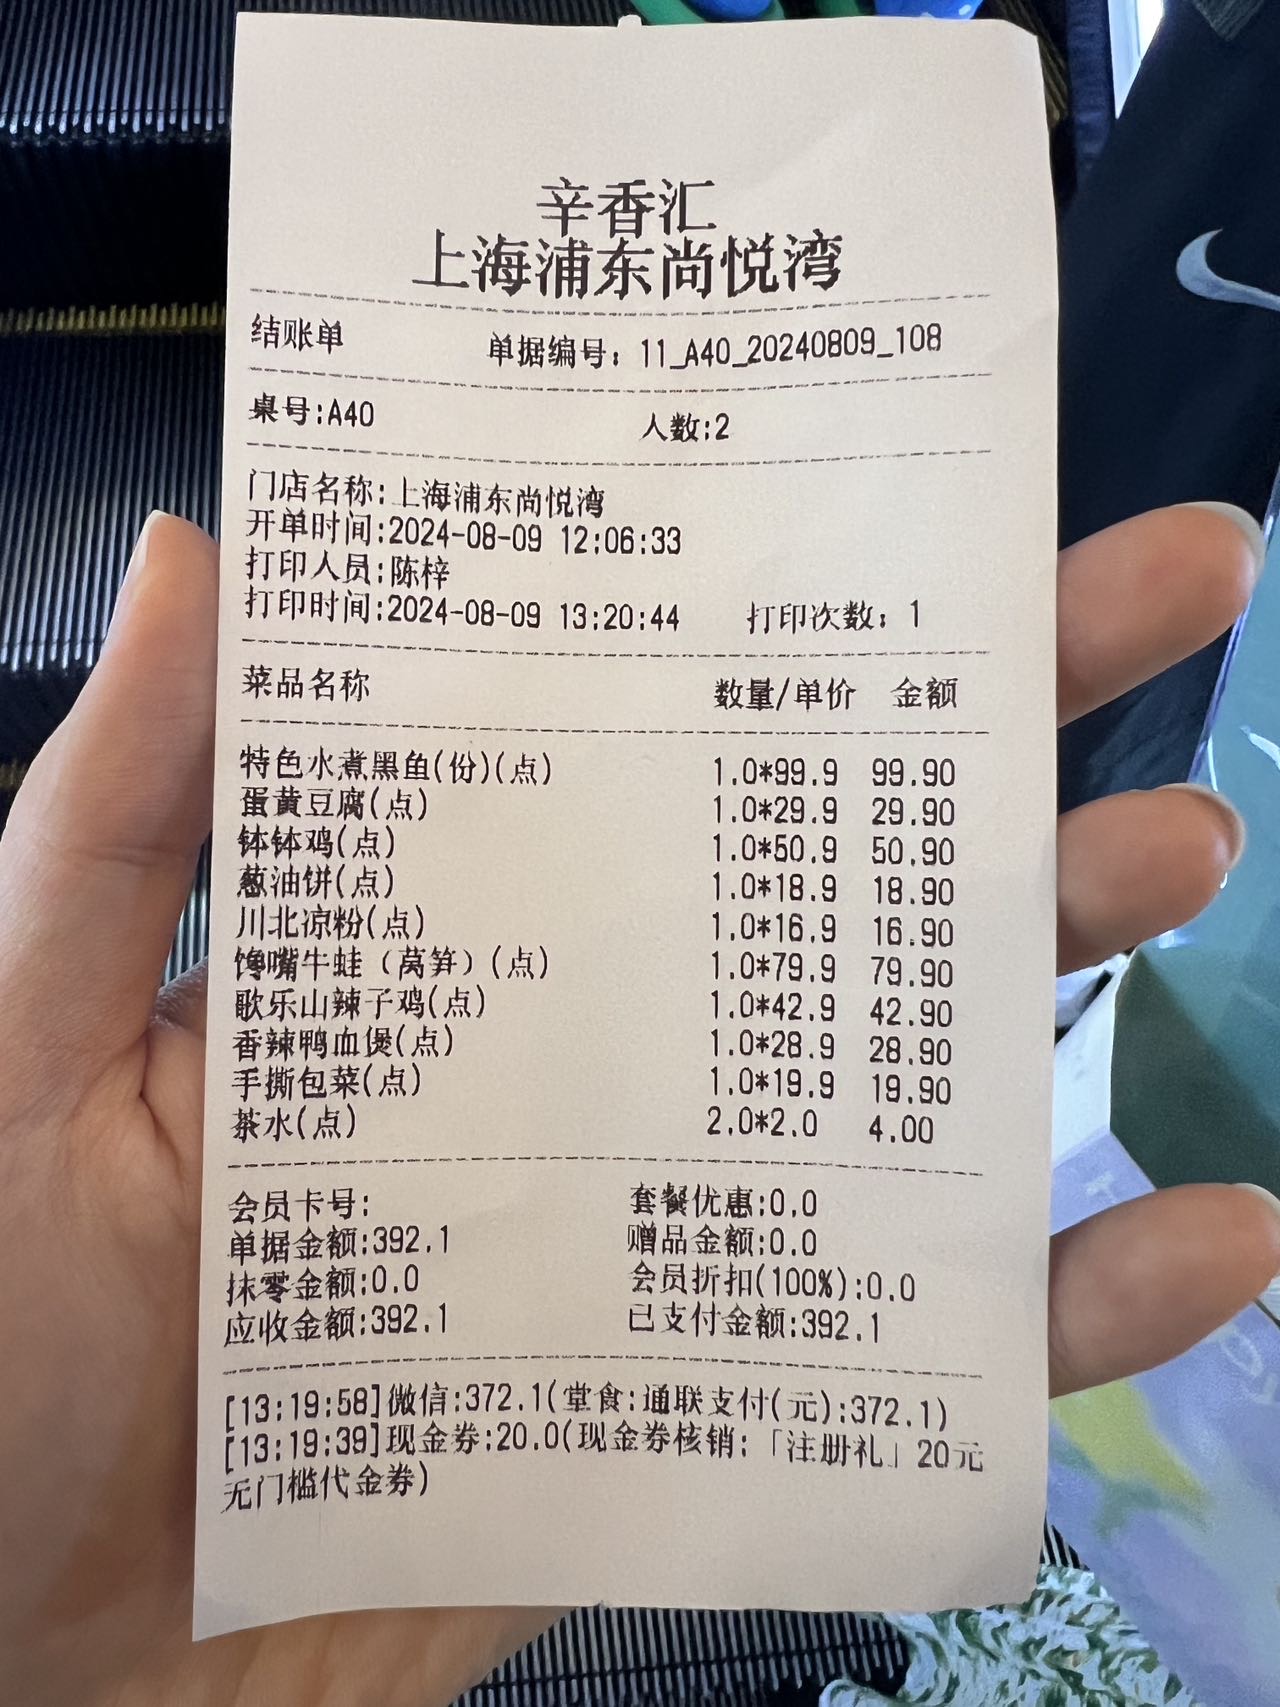 辛香汇
上海浦东尚悦湾
结账单 单据编号：11_A40_20240809_108
桌号:A40 人数:2
门店名称:上海浦东尚悦湾
开单时间:2024-08-09 12:06:33
打印人员:陈梓
打印时间:2024-08-09 13:20:44 打印次数：1
菜品名称 数量/单价 金额
特色水煮黑鱼(份)(点) 1.0*99.9 99.90
蛋黄豆腐(点) 1.0*29.9 29.90
钵钵鸡(点) 1.0*50.9 50.90
葱油饼(点) 1.0*18.9 18.90
川北凉粉(点) 1.0*16.9 16.90
馋嘴牛蛙（莴笋）(点) 1.0*79.9 79.90
歌乐山辣子鸡(点) 1.0*42.9 42.90
香辣鸭血煲(点) 1.0*28.9 28.90
手撕包菜(点) 1.0*19.9 19.90
茶水(点) 2.0*2.0 4.00
会员卡号: 套餐优惠:0.0
单据金额:392.1 赠品金额:0.0
抹零金额:0.0 会员折扣(100%):0.0
应收金额:392.1 已支付金额:392.1
[13:19:58]微信:372.1(堂食:通联支付(元):372.1)
[13:19:39]现金券:20.0(现金券核销:「注册礼」20元
无门槛代金券)